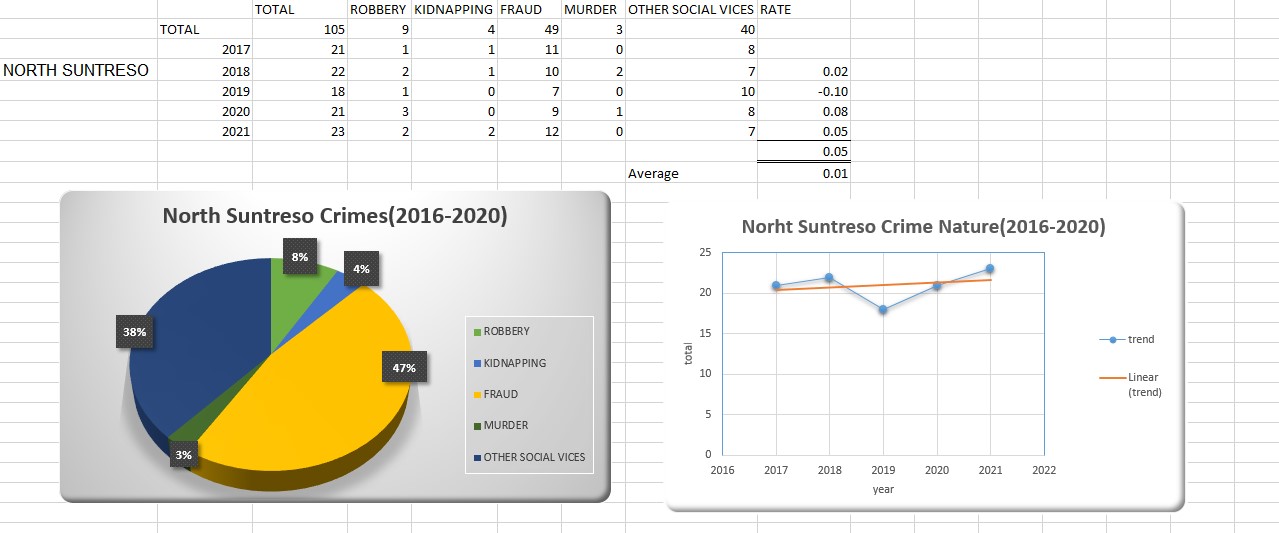 TOTAL ROBBERY KIDNAPPING FRAUD MURDER OTHER SOCIAL VICES RATE
TOTAL 105 9 4 49 3 40
2017 21 1 1 11 0 8
NORTH SUNTRESO 2018 22 2 1 10 2 7 0.02
2019 18 1 0 7 0 10 -0.10
2020 21 3 0 9 1 8 0.08
2021 23 2 2 12 0 7 0.05
0.05
Average 0.01
North Suntreso Crimes(2016-2020)
8%
4%
38%
47%
3%
ROBBERY
KIDNAPPING
FRAUD
MURDER
OTHER SOCIAL VICES
Norht Suntreso Crime Nature(2016-2020)
25
20
15
10
5
0
total
2016 2017 2018 2019 2020 2021 2022
year
trend
Linear
(trend)